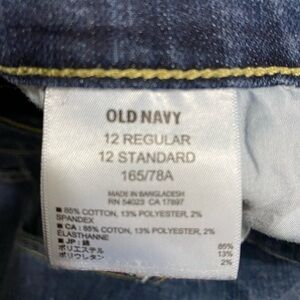 OLD NAVY
12 REGULAR
12 STANDARD
165/78A
MADE IN BANGLADESH
RN 54023 CA 17897
■ 85% COTTON, 13% POLYESTER, 2%
SPANDEX
■ CA : 85% COTTON, 13% POLYESTER, 2%
ELASTHANNE
■ JP : 綿 85%
ポリエステル 13%
ポリウレタン 2%